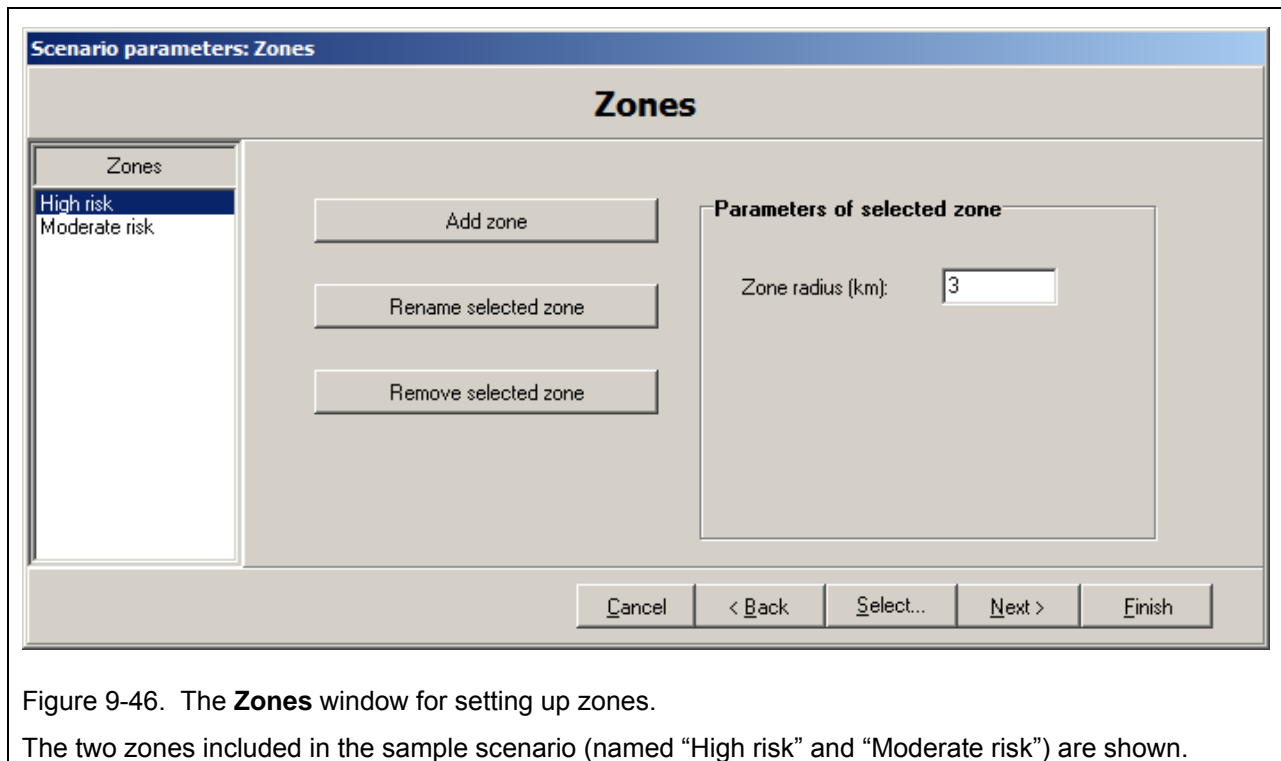 Scenario parameters: Zones
Zones
Zones
High risk
Moderate risk
Add zone
Rename selected zone
Remove selected zone
Parameters of selected zone
Zone radius (km): 3
Cancel
< Back
Select...
Next >
Finish
Figure 9-46. The Zones window for setting up zones.
The two zones included in the sample scenario (named “High risk” and “Moderate risk”) are shown.